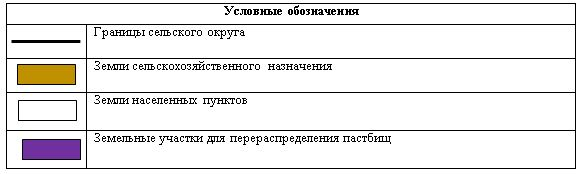 Условные обозначения
Границы сельского округа
Земли сельскохозяйственного назначения
Земли населенных пунктов
Земельные участки для перераспределения пастбищ